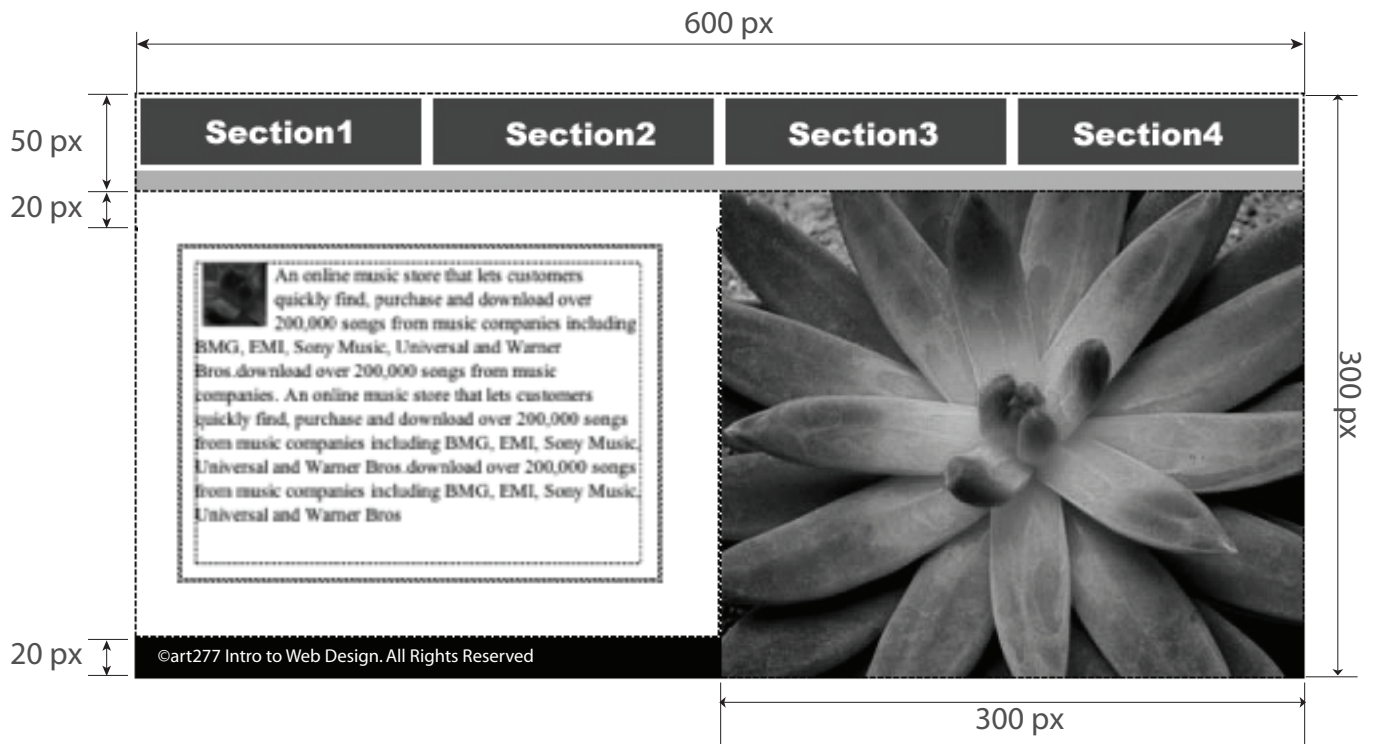 600 px
50 px
Section1 Section2 Section3 Section4
20 px
An online music store that lets customers
quickly find, purchase and download over
200,000 songs from music companies including
BMG, EMI, Sony Music, Universal and Warner
Bros.download over 200,000 songs from music
companies. An online music store that lets customers
quickly find, purchase and download over 200,000 songs
from music companies including BMG, EMI, Sony Music,
Universal and Warner Bros.download over 200,000 songs
from music companies including BMG, EMI, Sony Music,
Universal and Warner Bros
300 px
20 px
©art277 Intro to Web Design. All Rights Reserved
300 px